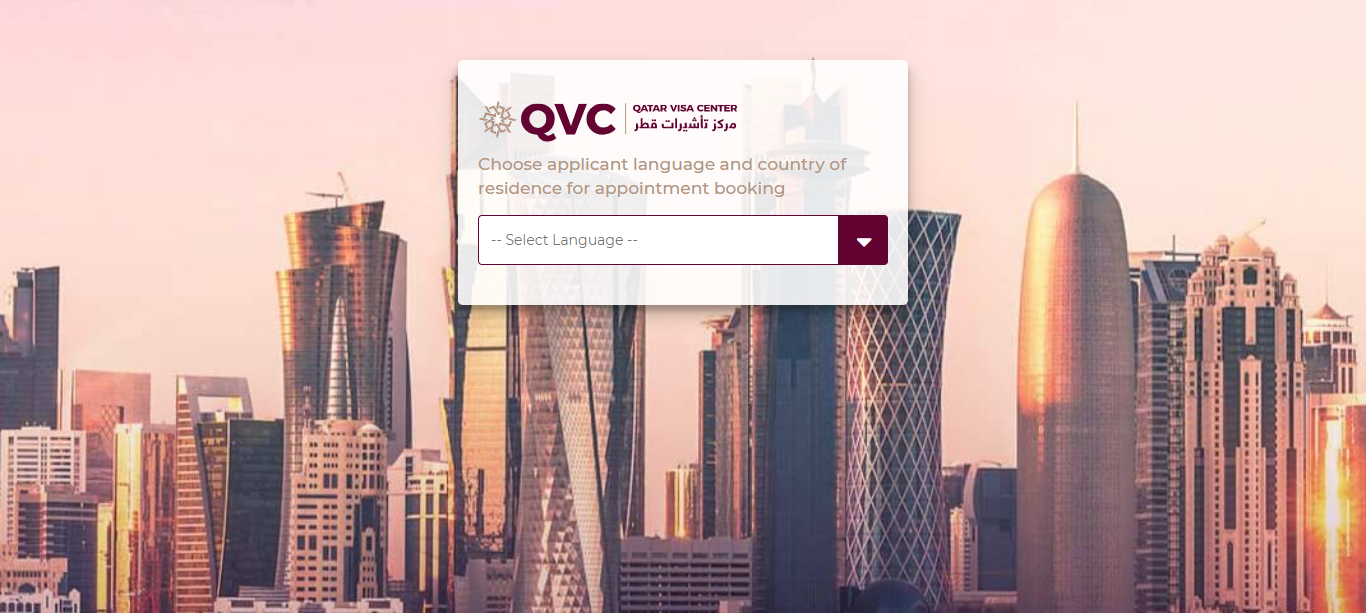 QVC
QATAR VISA CENTER
مركز تأشيرات قطر
Choose applicant language and country of
residence for appointment booking
-- Select Language --